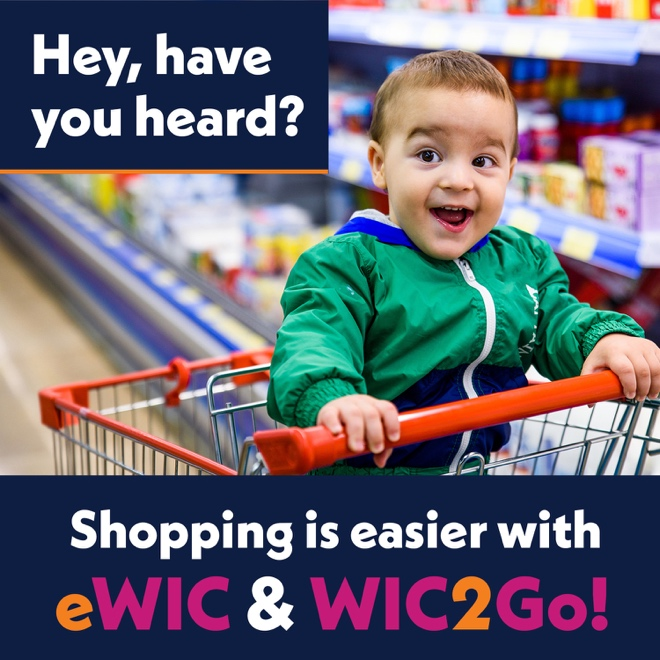 Hey, have
you heard?
Shopping is easier with
eWIC & WIC2Go!